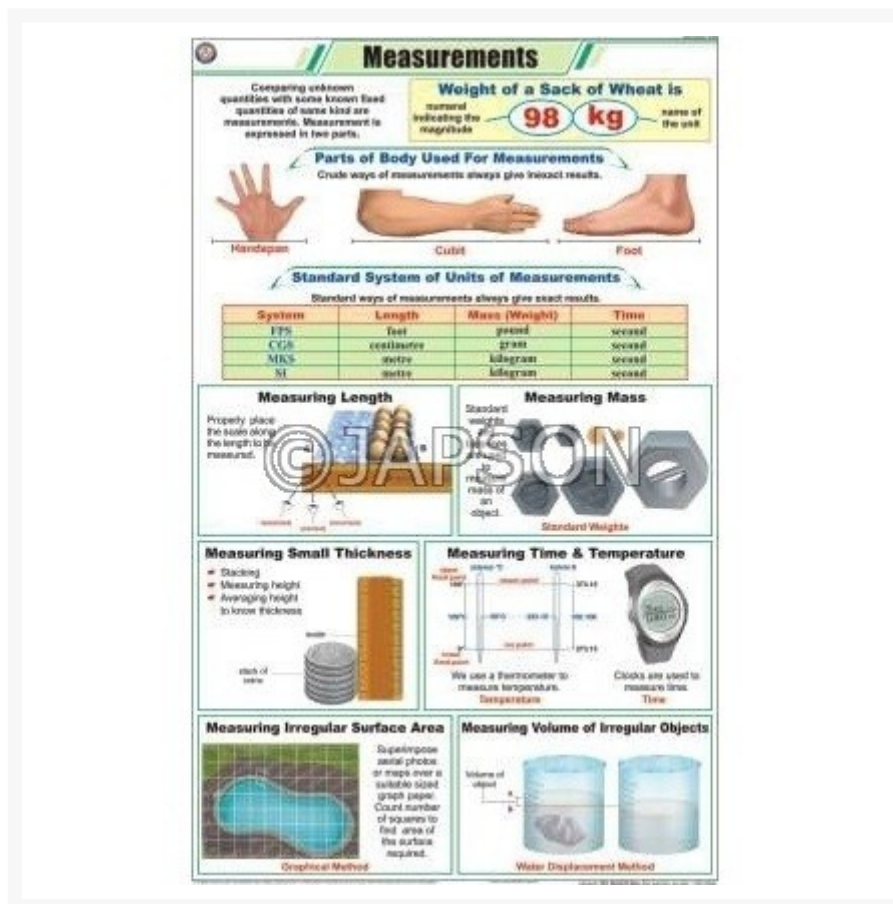 Measurements
Comparing unknown
quantities with some known fixed
quantities of same kind are
measurements. Measurement is
expressed in two parts.
Weight of a Sack of Wheat is
numeral
indicating the
magnitude
98 kg
name of
the unit
Parts of Body Used For Measurements
Crude ways of measurements always give inexact results.
Handspan Cubit Foot
Standard System of Units of Measurements
Standard ways of measurements always give exact results.
System Length Mass (Weight) Time
FPS foot pound second
CGS centimetre gram second
MKS metre kilogram second
SI metre kilogram second
Measuring Length
Properly place
the scale along
the length to be
measured.
Measuring Mass
Standard
weights
mass of
an
object.
Standard Weights
©JAPSON
Measuring Small Thickness
Stacking
Measuring height
Averaging height
to know thickness
stack of
coins
Measuring Time & Temperature
We use a thermometer to
measure temperature.
Temperature
Clocks are used to
measure time.
Time
Measuring Irregular Surface Area
Superimpose
aerial photos
or maps over a
suitable sized
graph paper.
Count number
of squares to
find area of
the surface
required.
Graphical Method
Measuring Volume of Irregular Objects
Volume of
object
A
B
Water Displacement Method